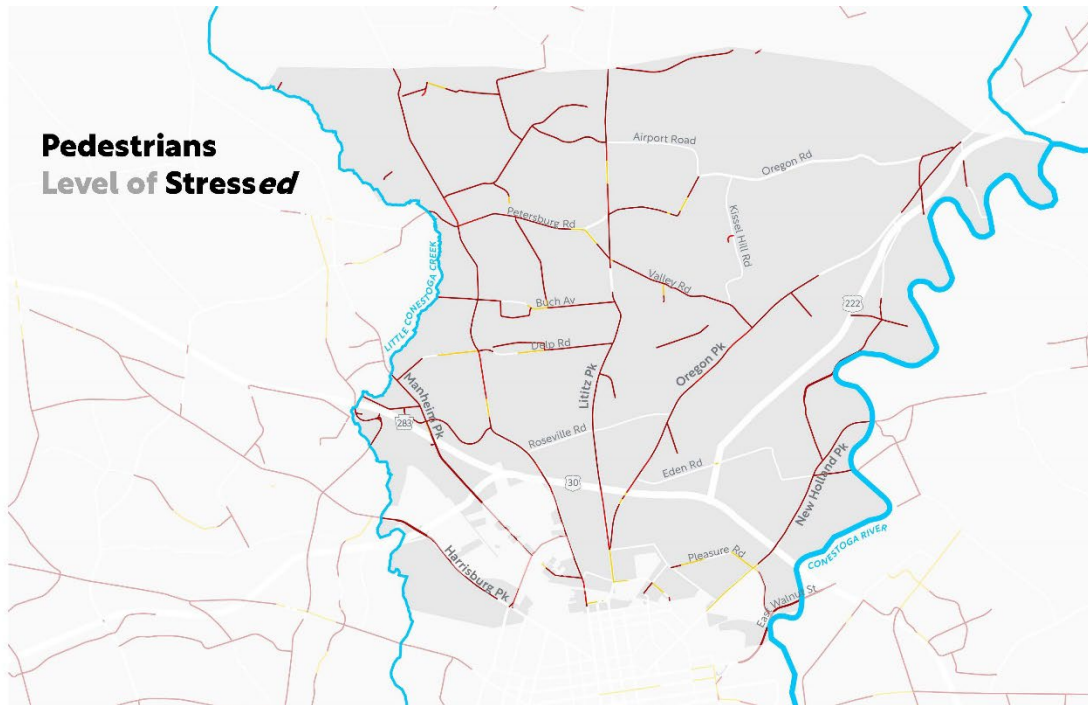 Pedestrians
Level of Stressed
Airport Road
Oregon Rd
Kissel Hill Rd
Petersburg Rd
Valley Rd
222
LITTLE CONESTOGA CREEK
Buch Av
Delp Rd
Manheim Pk
Lititz Pk
Oregon Pk
283
Roseville Rd
Eden Rd
30
New Holland Pk
CONESTOGA RIVER
Harrisburg Pk
Pleasure Rd
East Walnut St